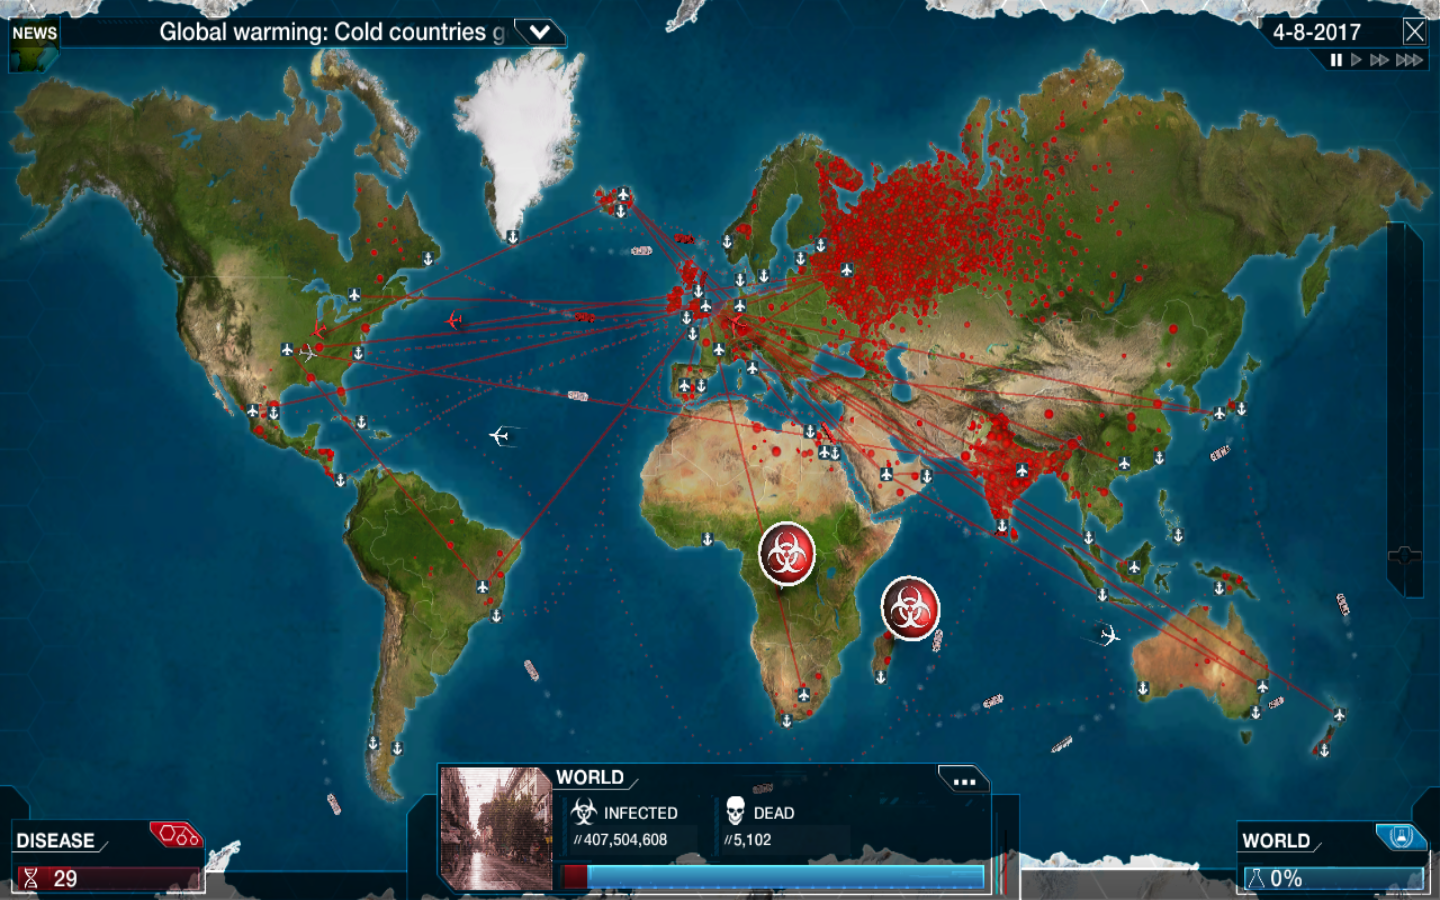 NEWS
Global warming: Cold countries g
4-8-2017
WORLD
INFECTED
DEAD
//407,504,608
//5,102
DISEASE
29
WORLD
0%